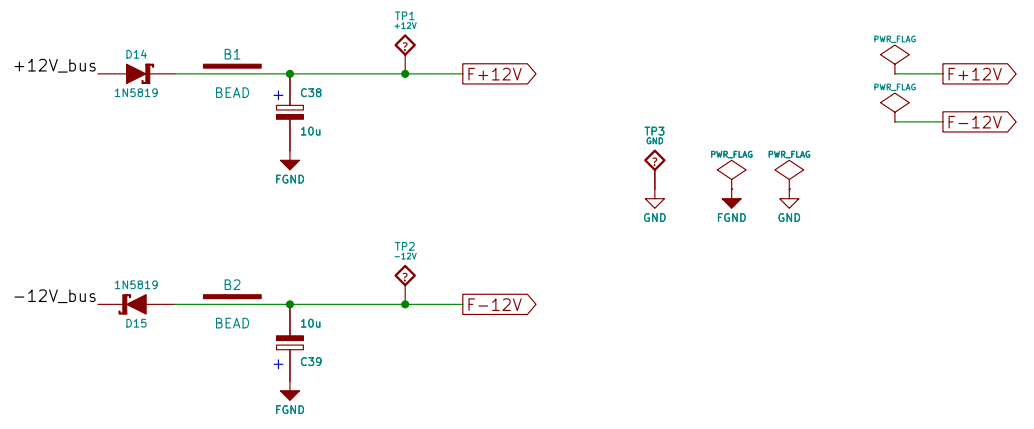 TP1
+12V
+12V_bus
D14
1N5819
B1
BEAD
+
C38
10u
FGND
?
F+12V
PWR_FLAG
F+12V
PWR_FLAG
F-12V
TP3
GND
?
GND
PWR_FLAG
FGND
PWR_FLAG
GND
TP2
-12V
?
-12V_bus
1N5819
D15
B2
BEAD
10u
+
C39
FGND
F-12V